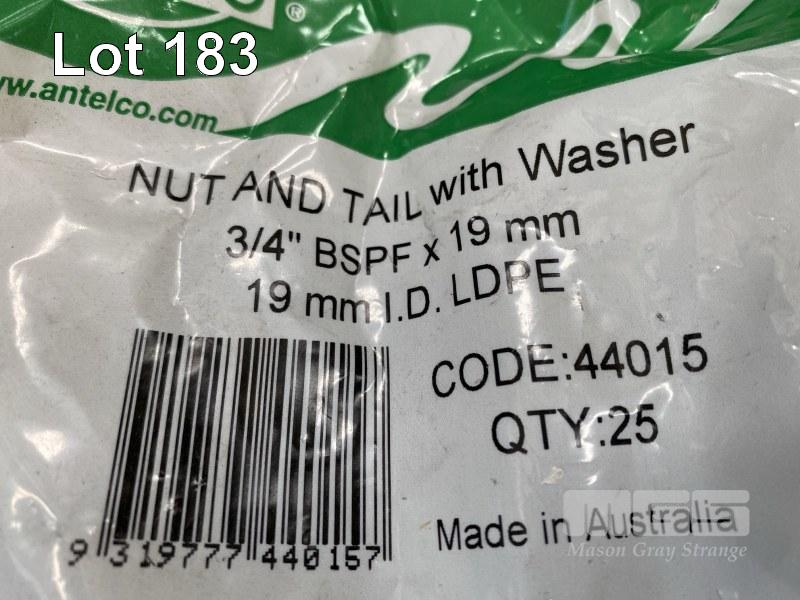 Lot 183
®
www.antelco.com
NUT AND TAIL with Washer
3/4" BSPF x 19 mm
19 mm I.D. LDPE
CODE:44015
QTY:25
Made in Australia
MGS
Mason Gray Strange
9 319777 440157